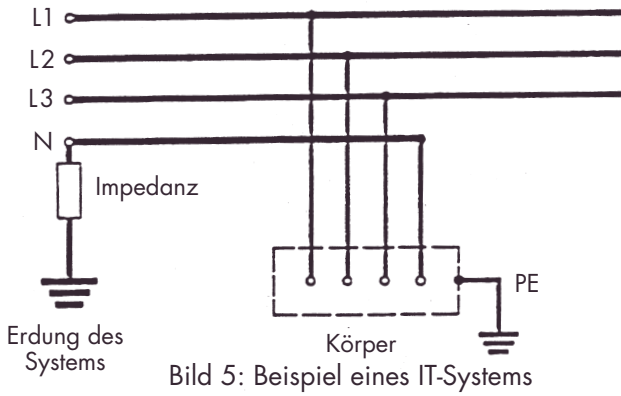 L1
L2
L3
N
Impedanz
PE
Erdung des
Systems
Körper
Bild 5: Beispiel eines IT-Systems